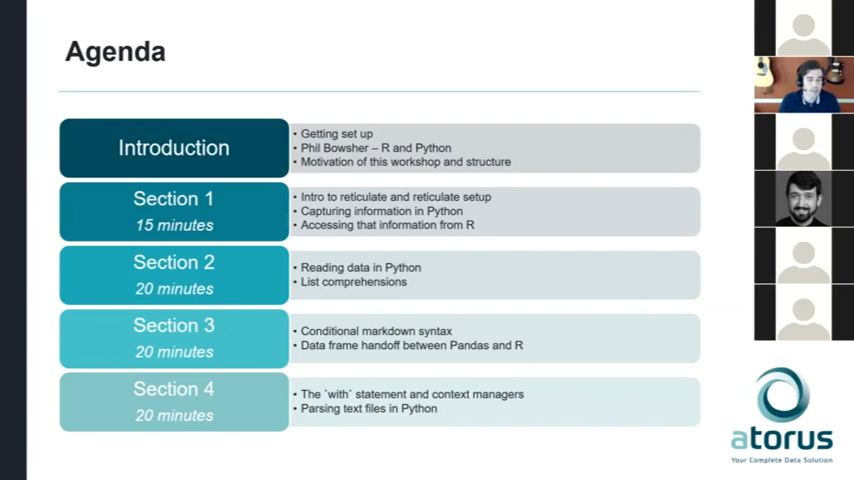 Agenda
Introduction
• Getting set up
• Phil Bowsher – R and Python
• Motivation of this workshop and structure
Section 1
15 minutes
• Intro to reticulate and reticulate setup
• Capturing information in Python
• Accessing that information from R
Section 2
20 minutes
• Reading data in Python
• List comprehensions
Section 3
20 minutes
• Conditional markdown syntax
• Data frame handoff between Pandas and R
Section 4
20 minutes
• The `with` statement and context managers
• Parsing text files in Python
atorus
Your Complete Data Solution